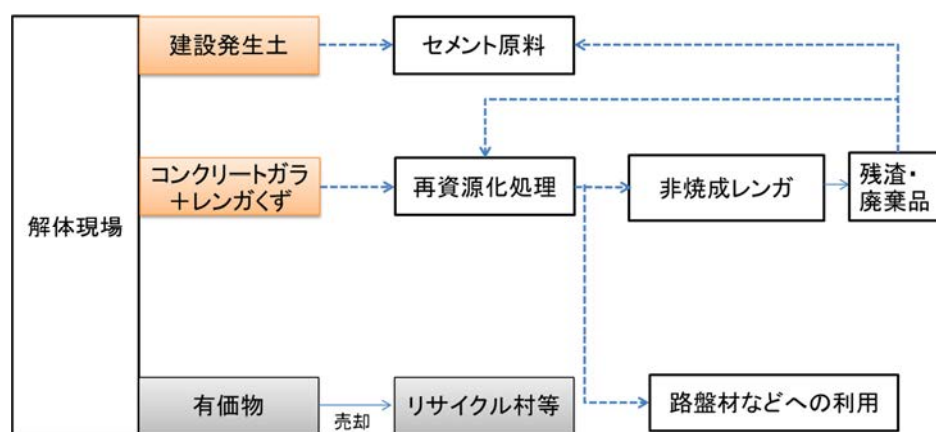 建設発生土
セメント原料
コンクリートガラ
＋レンガくず
再資源化処理
非焼成レンガ
残渣・
廃棄品
解体現場
有価物
売却
リサイクル村等
路盤材などへの利用